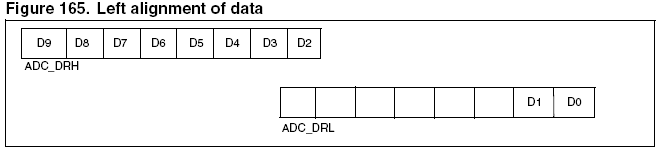 Figure 165. Left alignment of data
D9 D8 D7 D6 D5 D4 D3 D2
ADC_DRH
D1 D0
ADC_DRL